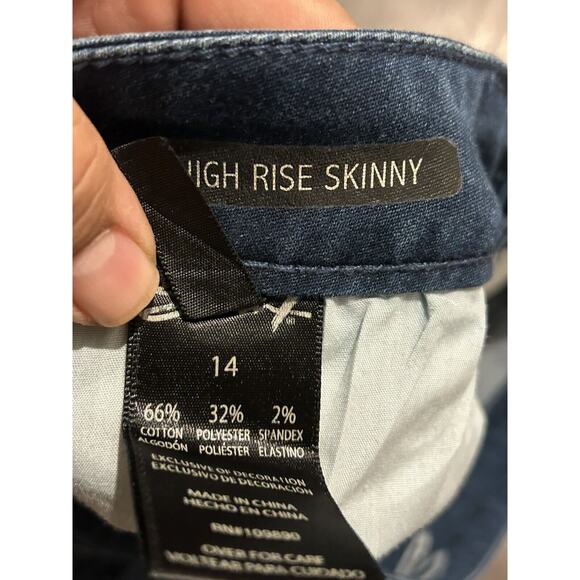 HIGH RISE SKINNY
14
66% 32% 2%
COTTON POLYESTER SPANDEX
ALGODÓN POLIÉSTER ELASTINO
EXCLUSIVE OF DECORATION
EXCLUSIVO DE DECORACION
MADE IN CHINA
HECHO EN CHINA
RN#109890
OVER FOR CARE
VOLTEAR PARA CUIDADO